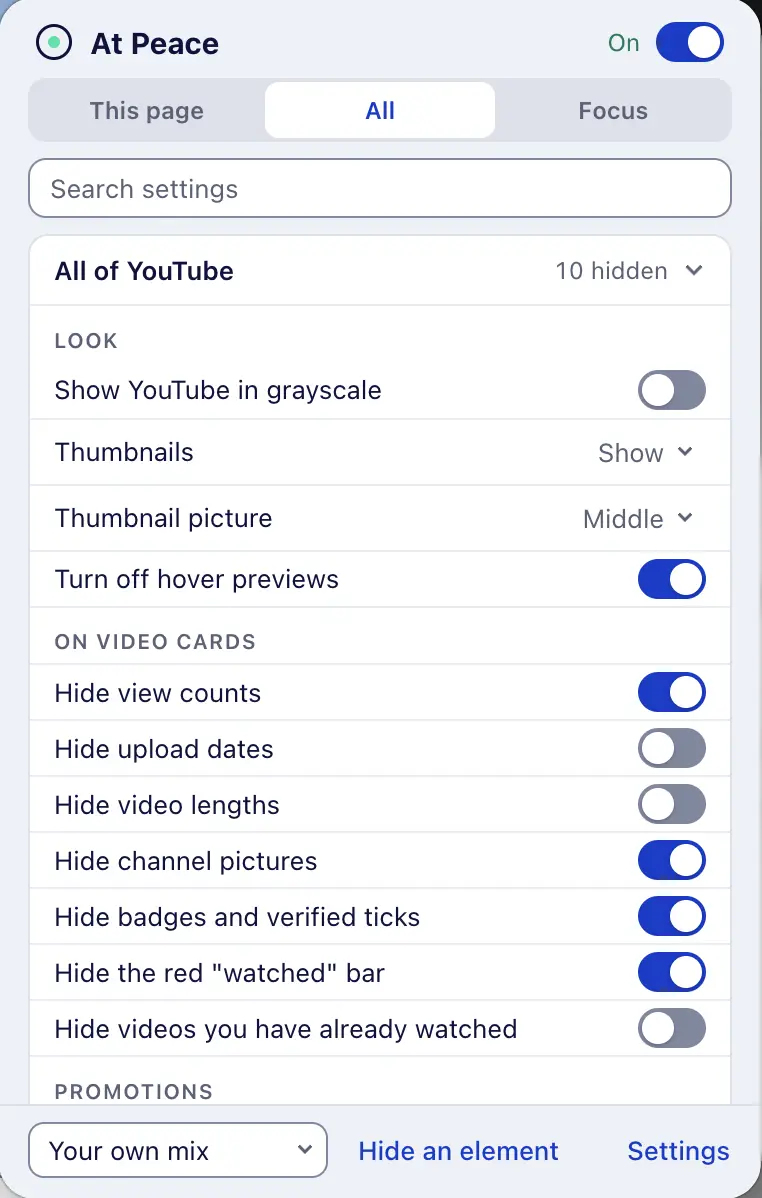 At Peace
On
This page
All
Focus
Search settings
All of YouTube
10 hidden
LOOK
Show YouTube in grayscale
Thumbnails
Show
Thumbnail picture
Middle
Turn off hover previews
ON VIDEO CARDS
Hide view counts
Hide upload dates
Hide video lengths
Hide channel pictures
Hide badges and verified ticks
Hide the red "watched" bar
Hide videos you have already watched
PROMOTIONS
Your own mix
Hide an element
Settings